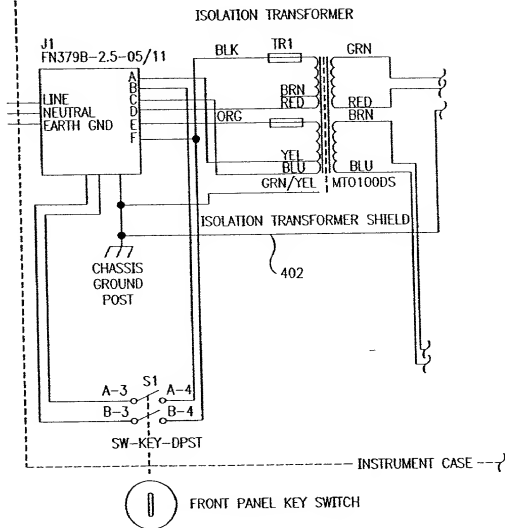 ISOLATION TRANSFORMER
J1
FN379B-2.5-05/11
BLK
TR1
GRN
A
B
C
D
E
F
LINE
NEUTRAL
EARTH GND
BRN
RED
ORG
RED
BRN
YEL
BLU
BLU
GRN/YEL
MT0100DS
ISOLATION TRANSFORMER SHIELD
402
CHASSIS
GROUND
POST
S1
A-3
A-4
B-3
B-4
SW-KEY-DPST
INSTRUMENT CASE
FRONT PANEL KEY SWITCH